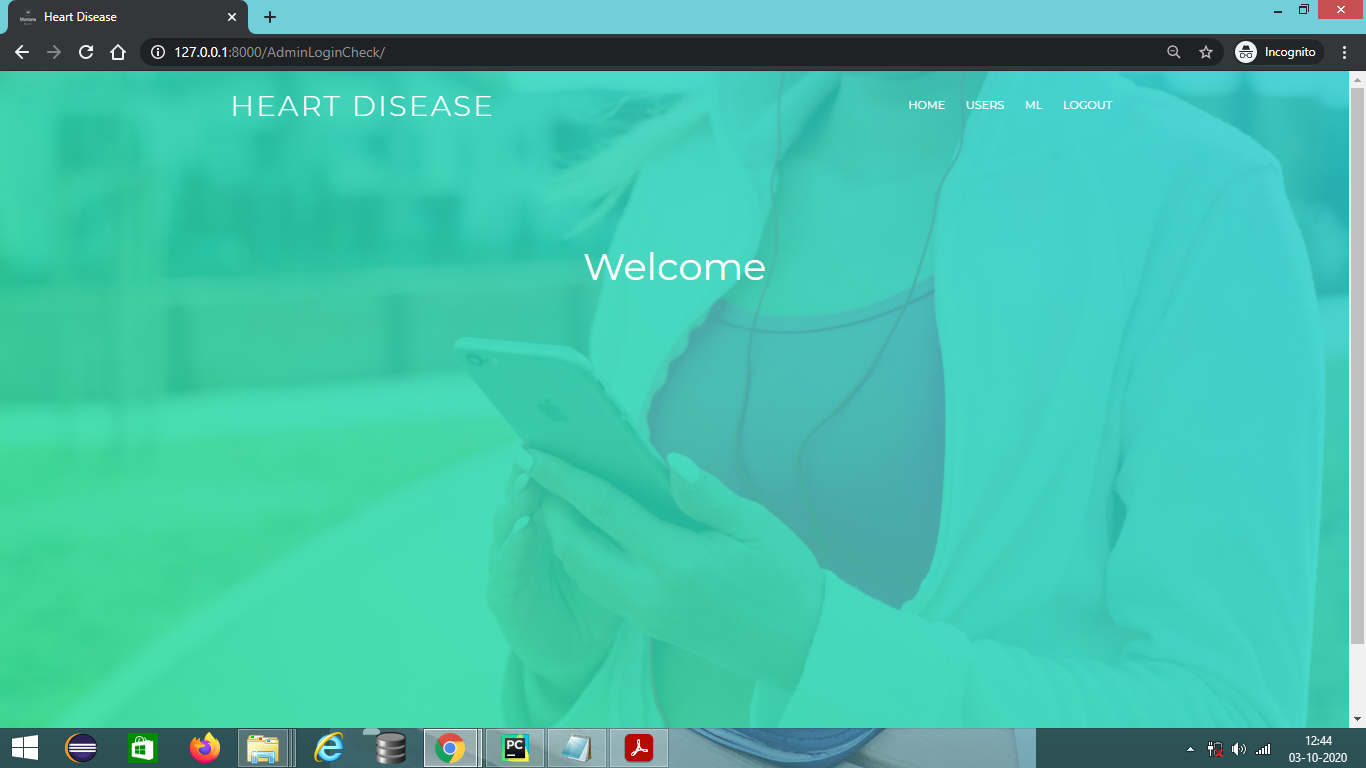 Heart Disease
127.0.0.1:8000/AdminLoginCheck/
Incognito
HEART DISEASE
HOME USERS ML LOGOUT
Welcome
PC
12:44
03-10-2020